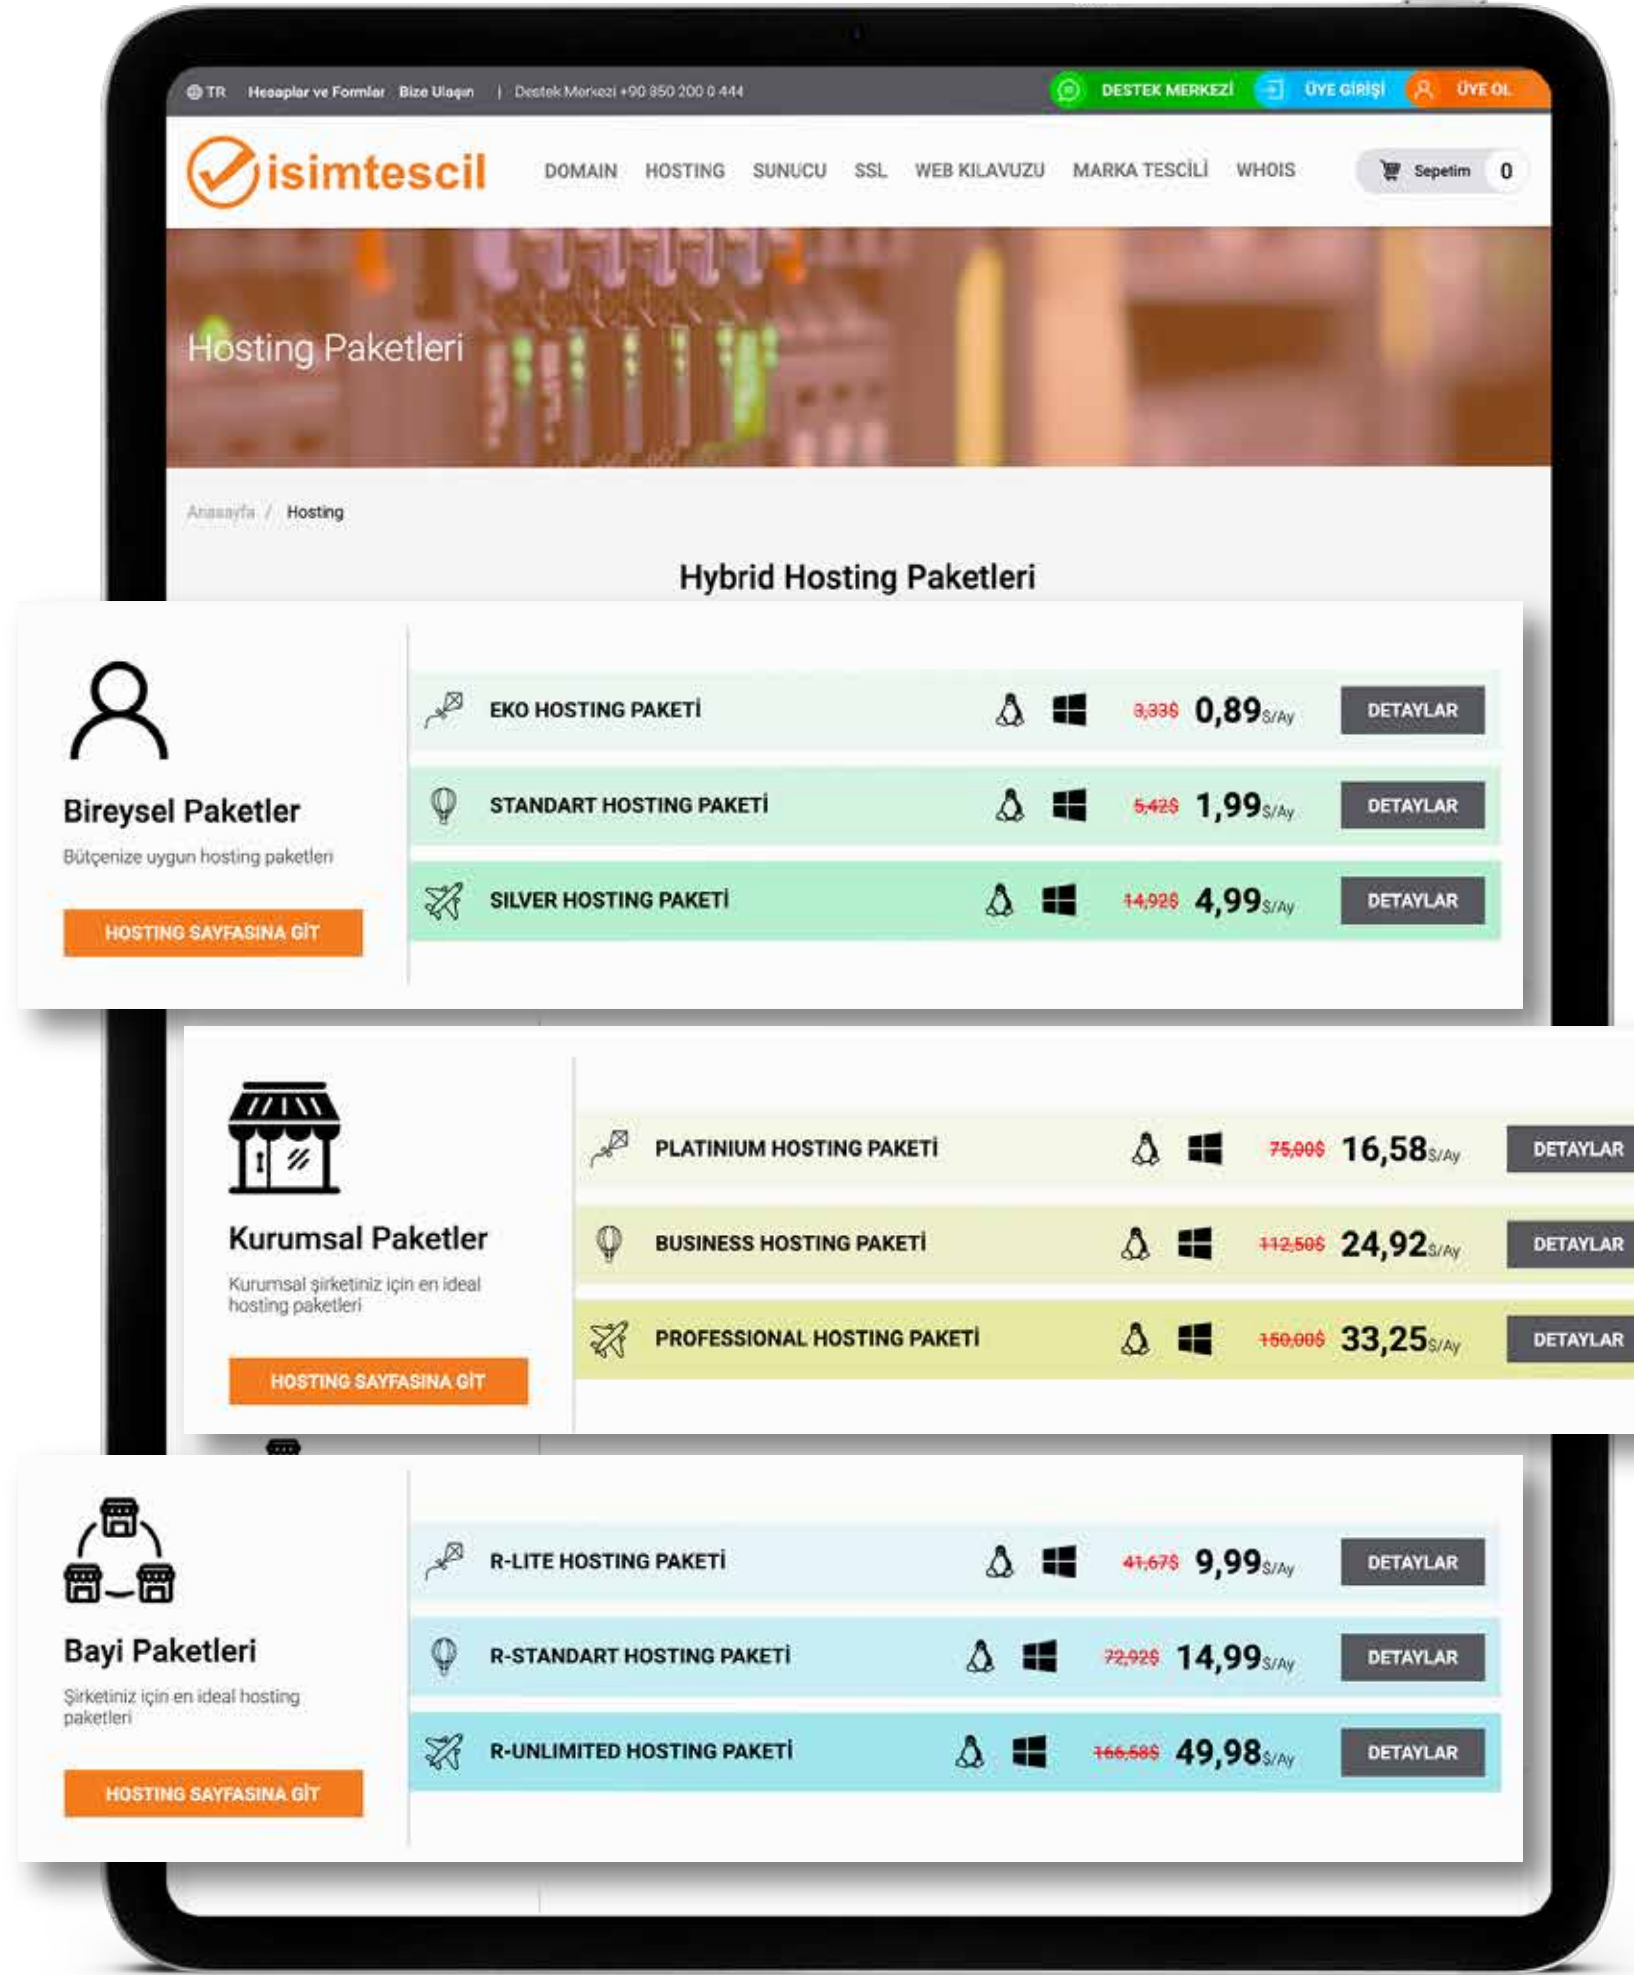 TR Hesaplar ve Formlar Bize Ulaşın | Destek Merkezi +90 850 200 0 444 DESTEK MERKEZİ ÜYE GİRİŞİ ÜYE OL
isimtescil DOMAIN HOSTING SUNUCU SSL WEB KILAVUZU MARKA TESCİLİ WHOIS Sepetim 0
Hosting Paketleri
Anasayfa / Hosting
Hybrid Hosting Paketleri
Bireysel Paketler
Bütçenize uygun hosting paketleri
HOSTING SAYFASINA GİT
EKO HOSTING PAKETİ 3,33$ 0,89$/Ay DETAYLAR
STANDART HOSTING PAKETİ 5,42$ 1,99$/Ay DETAYLAR
SILVER HOSTING PAKETİ 14,92$ 4,99$/Ay DETAYLAR
Kurumsal Paketler
Kurumsal şirketiniz için en ideal
hosting paketleri
HOSTING SAYFASINA GİT
PLATINIUM HOSTING PAKETİ 75,00$ 16,58$/Ay DETAYLAR
BUSINESS HOSTING PAKETİ 112,50$ 24,92$/Ay DETAYLAR
PROFESSIONAL HOSTING PAKETİ 150,00$ 33,25$/Ay DETAYLAR
Bayi Paketleri
Şirketiniz için en ideal hosting
paketleri
HOSTING SAYFASINA GİT
R-LITE HOSTING PAKETİ 41,67$ 9,99$/Ay DETAYLAR
R-STANDART HOSTING PAKETİ 72,92$ 14,99$/Ay DETAYLAR
R-UNLIMITED HOSTING PAKETİ 166,58$ 49,98$/Ay DETAYLAR